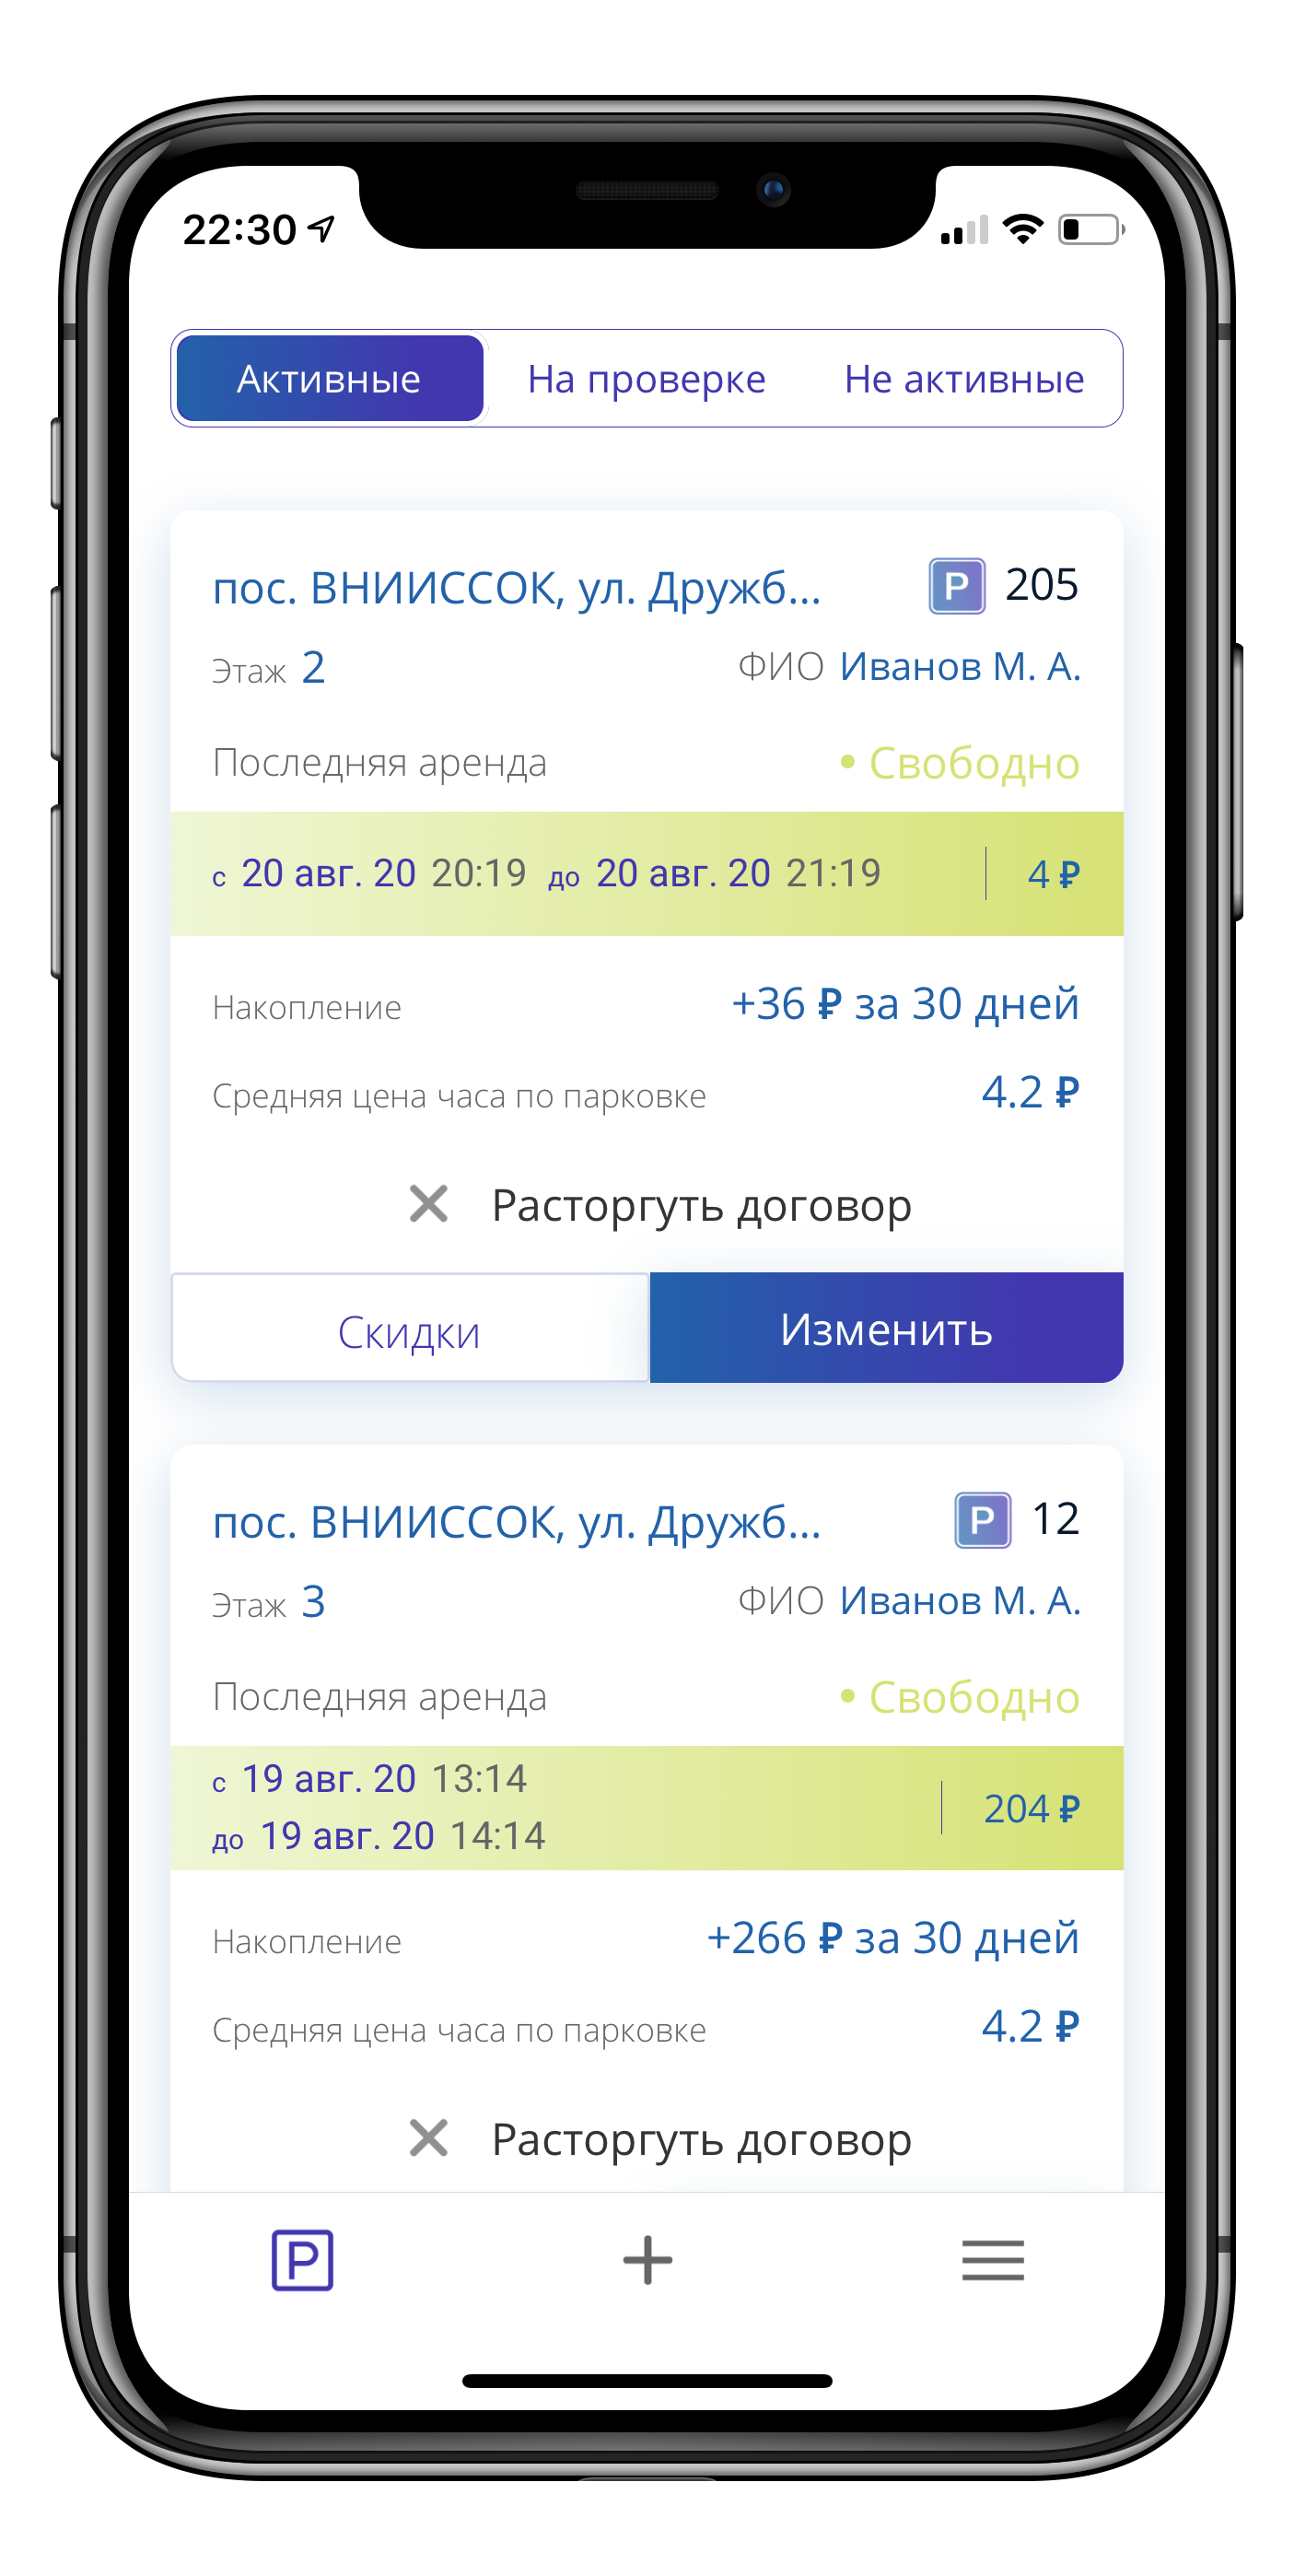 22:30
Активные На проверке Не активные
пос. ВНИИССОК, ул. Дружб... P 205
Этаж 2 ФИО Иванов М. А.
Последняя аренда • Свободно
с 20 авг. 20 20:19 до 20 авг. 20 21:19 4 ₽
Накопление +36 ₽ за 30 дней
Средняя цена часа по парковке 4.2 ₽
Расторгуть договор
Скидки Изменить
пос. ВНИИССОК, ул. Дружб... P 12
Этаж 3 ФИО Иванов М. А.
Последняя аренда • Свободно
с 19 авг. 20 13:14
до 19 авг. 20 14:14 204 ₽
Накопление +266 ₽ за 30 дней
Средняя цена часа по парковке 4.2 ₽
Расторгуть договор
P